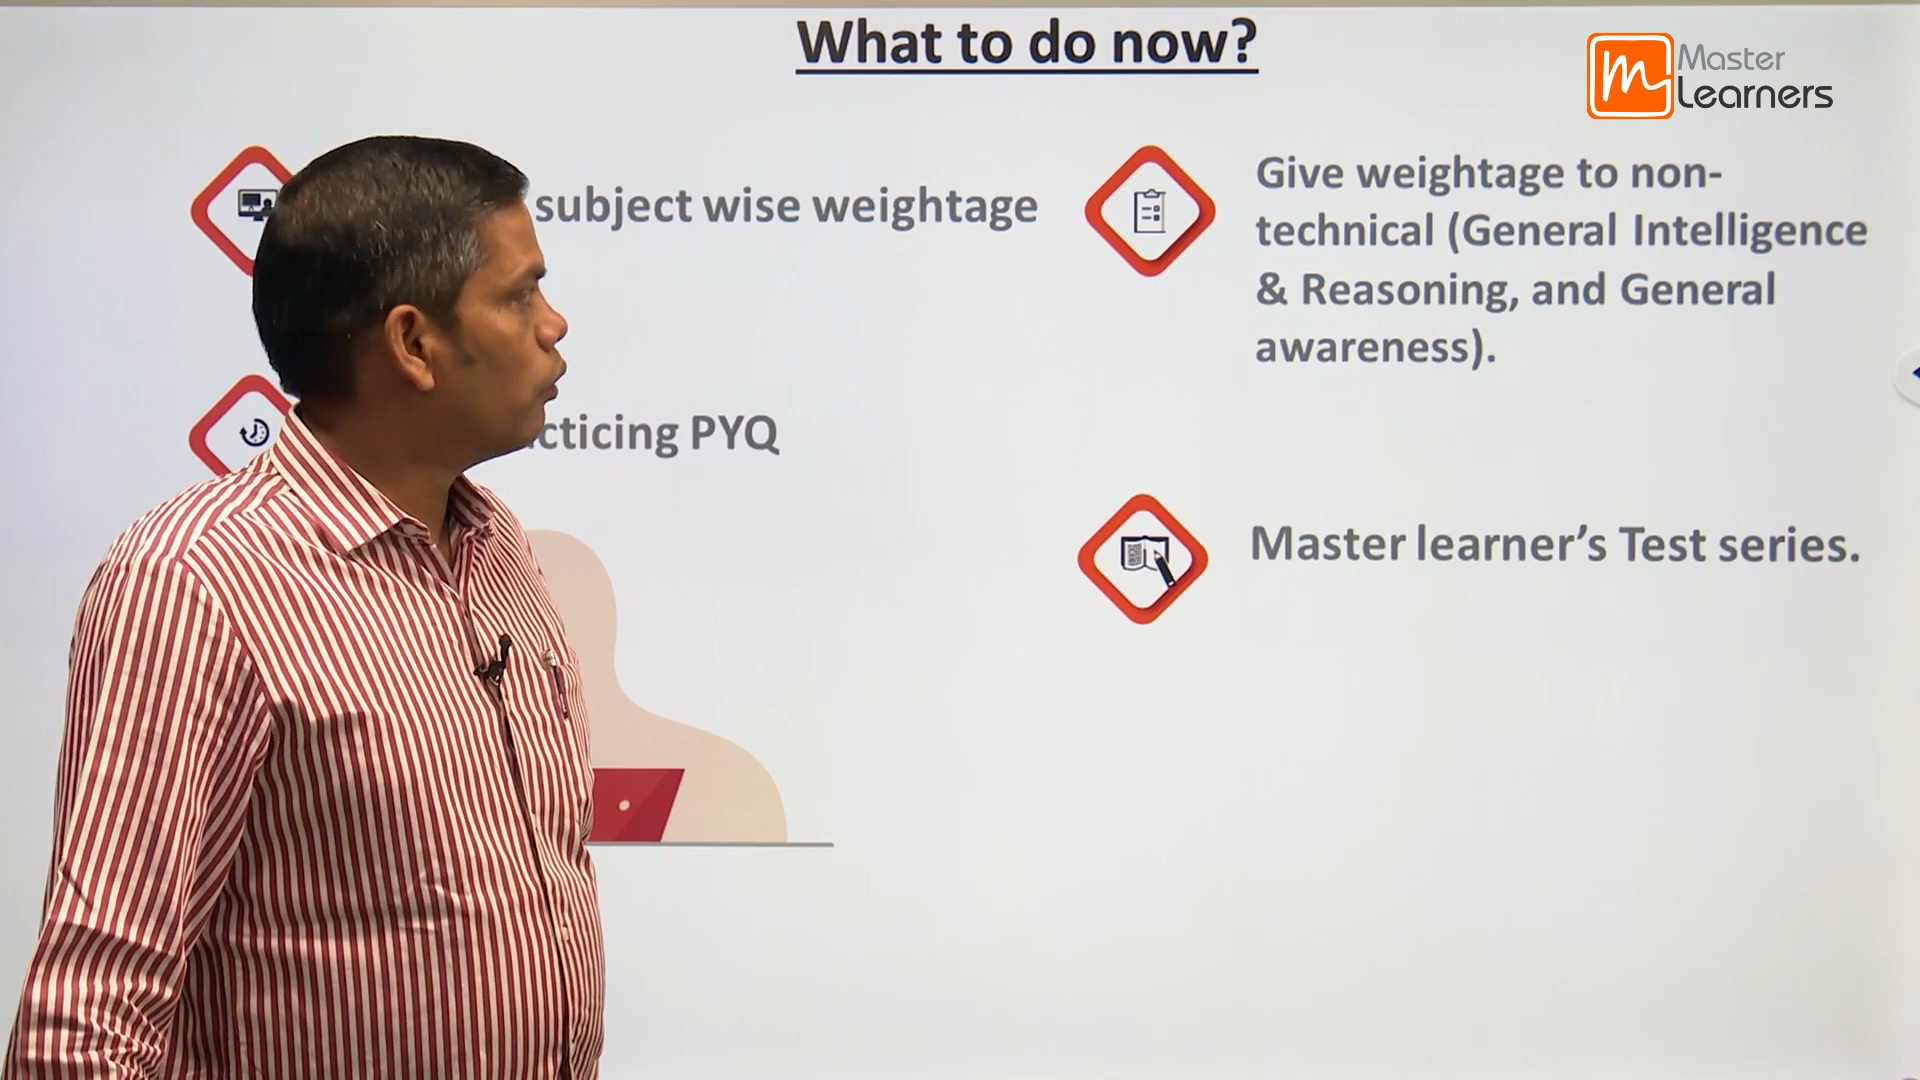 What to do now?
Master
Learners
subject wise weightage
PYQ
Give weightage to non-
technical (General Intelligence
& Reasoning, and General
awareness).
Master learner’s Test series.